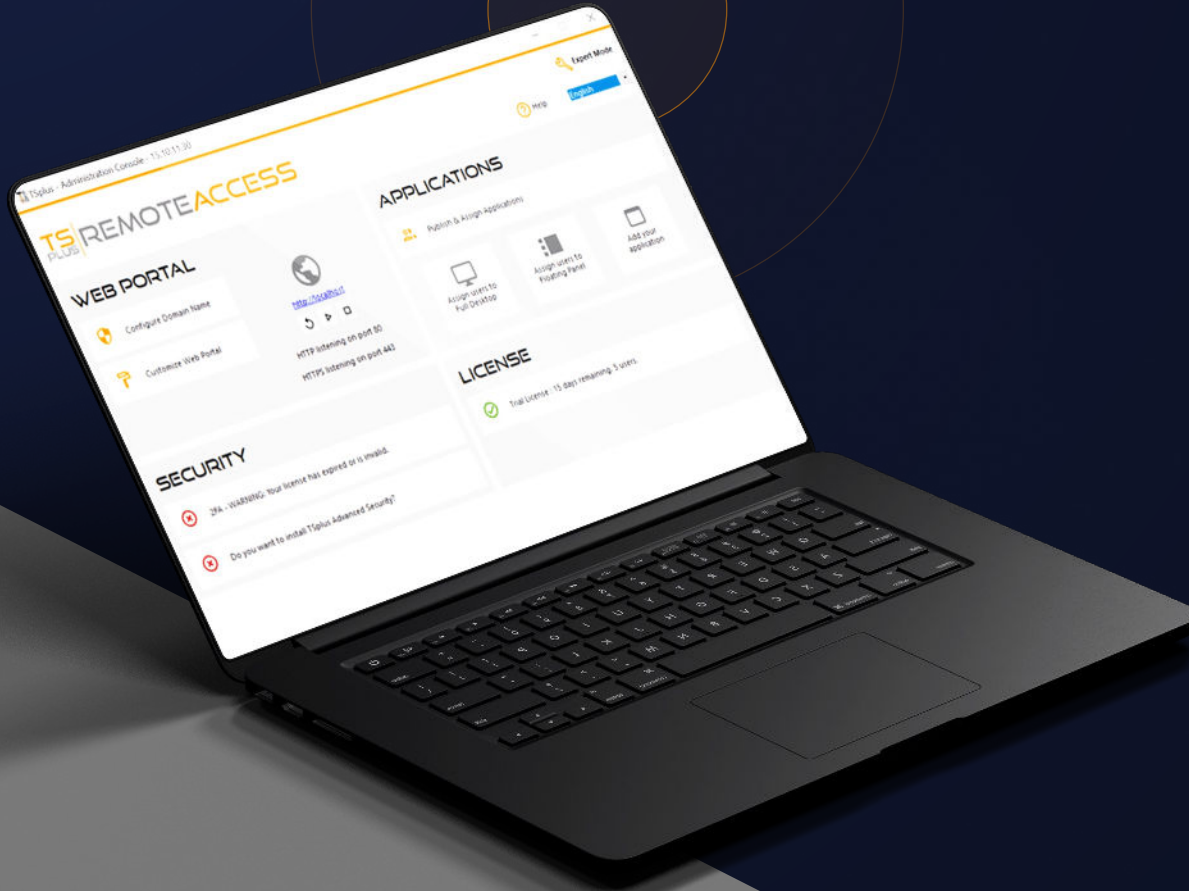 TSplus - Administration Console - 15.10.11.30
TS
PLUS
REMOTEACCESS
Expert Mode
Help
English
WEB PORTAL
Configure Domain Name
Customize Web Portal
http://localhost
HTTP listening on port 80
HTTPS listening on port 443
APPLICATIONS
Publish & Assign Applications
Assign users to
Full Desktop
Assign users to
Floating Panel
Add your
application
LICENSE
Trial License : 15 days remaining. 5 users
SECURITY
2FA - WARNING: Your license has expired or is invalid.
Do you want to install TSplus Advanced Security?